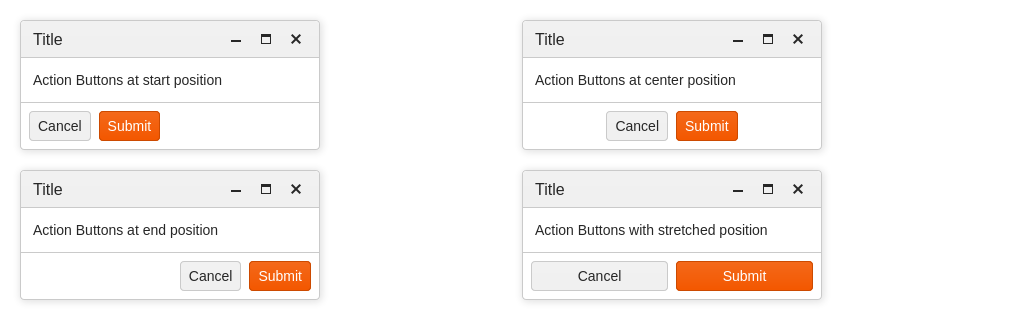 Title
Action Buttons at start position
Cancel Submit
Title
Action Buttons at center position
Cancel Submit
Title
Action Buttons at end position
Cancel Submit
Title
Action Buttons with stretched position
Cancel Submit